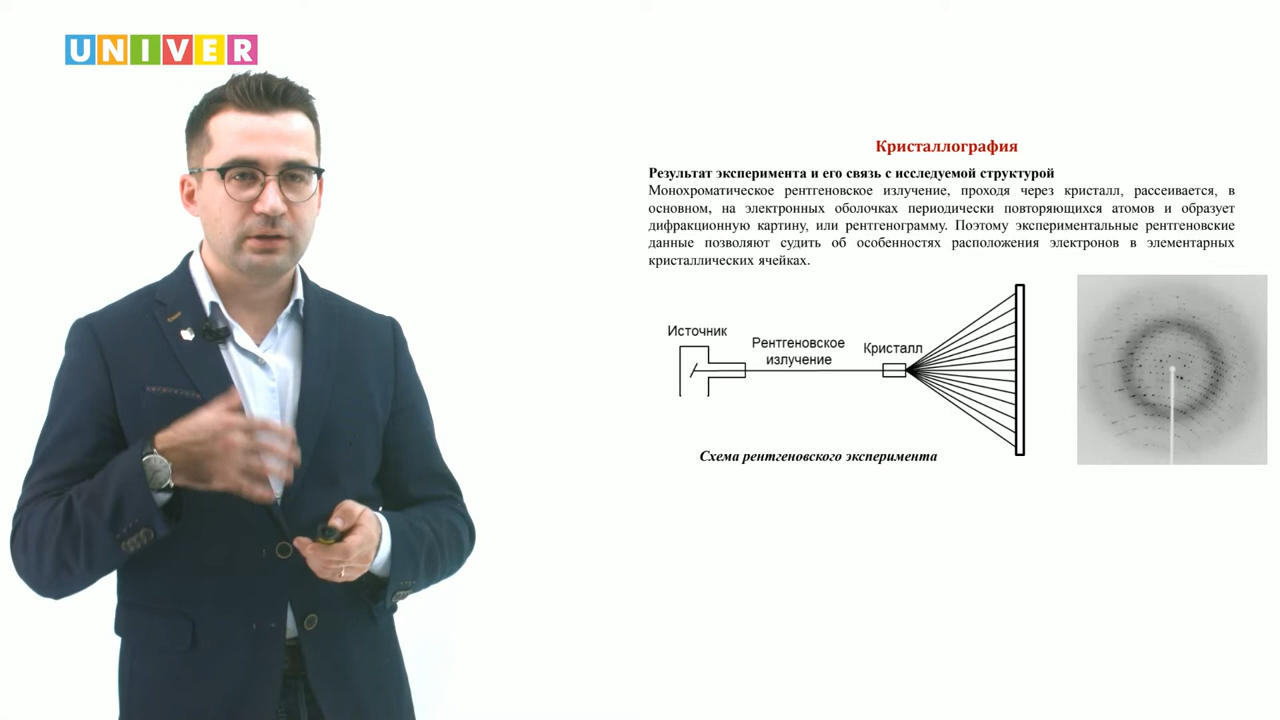 UNIVER
Кристаллография
Результат эксперимента и его связь с исследуемой структурой
Монохроматическое рентгеновское излучение, проходя через кристалл, рассеивается, в
основном, на электронных оболочках периодически повторяющихся атомов и образует
дифракционную картину, или рентгенограмму. Поэтому экспериментальные рентгеновские
данные позволяют судить об особенностях расположения электронов в элементарных
кристаллических ячейках.
Источник
Рентгеновское
излучение
Кристалл
Схема рентгеновского эксперимента